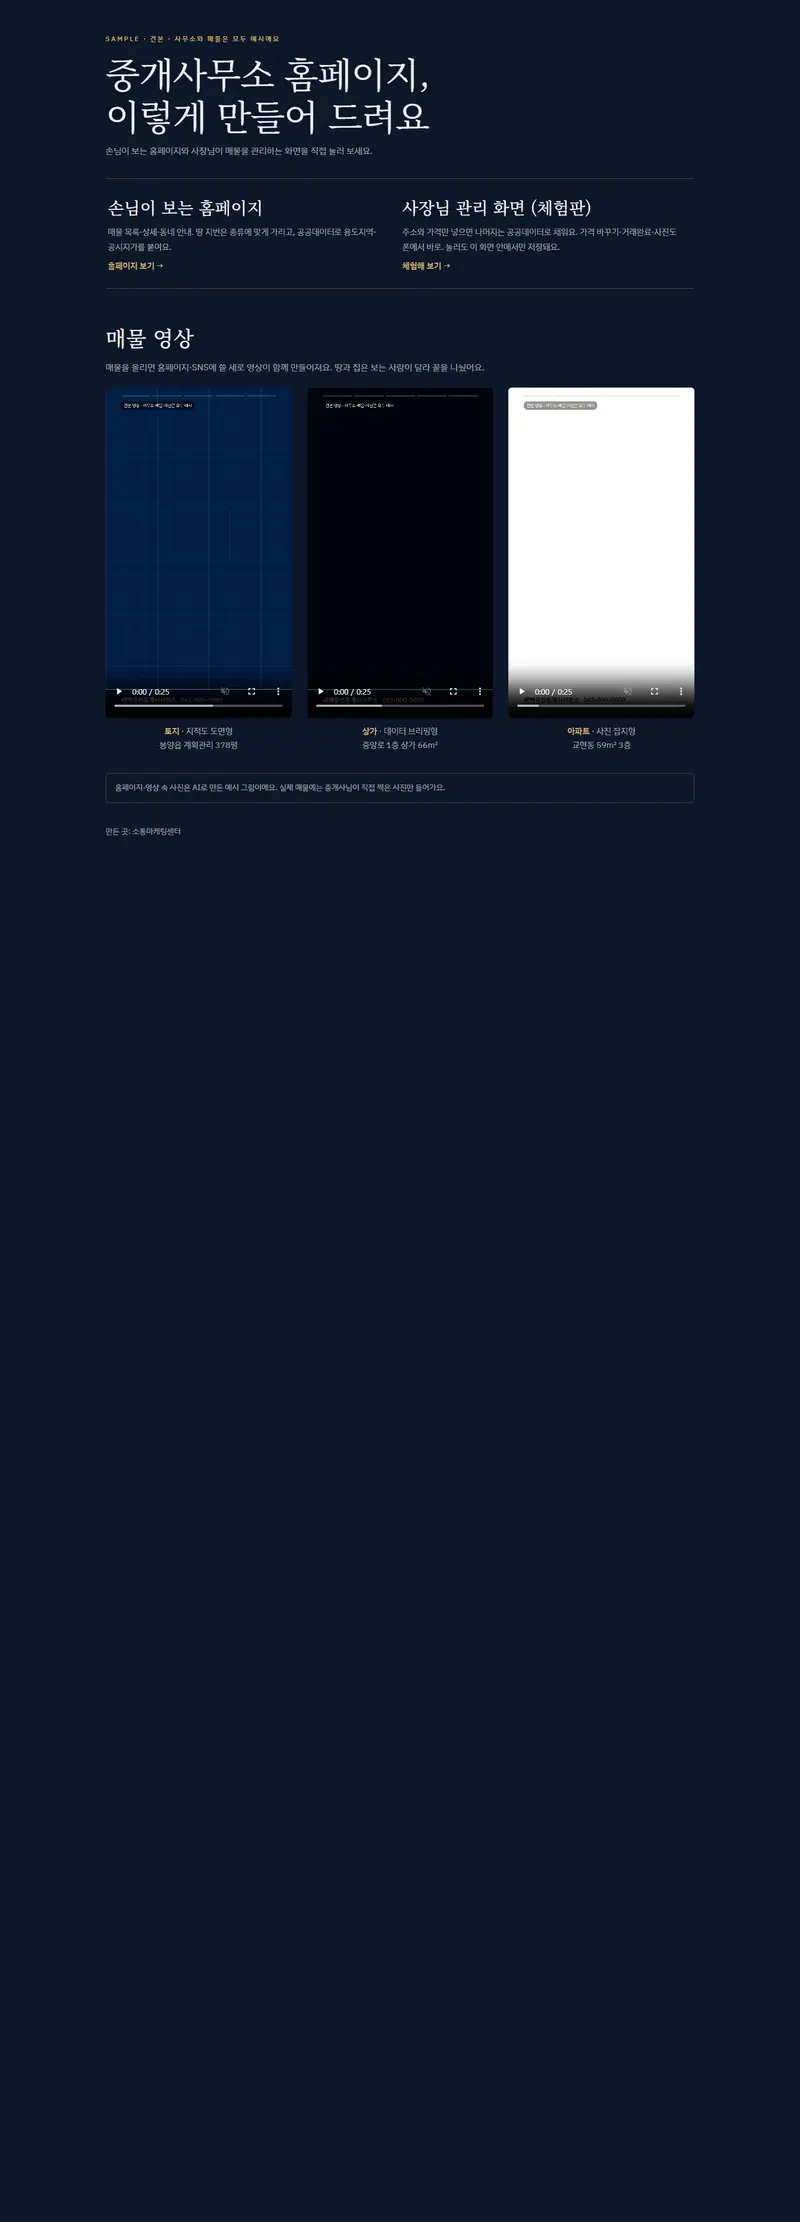 SAMPLE · 견본 · 사무소와 매물은 모두 예시예요
중개사무소 홈페이지,
이렇게 만들어 드려요
손님이 보는 홈페이지와 사장님이 매물을 관리하는 화면을 직접 눌러 보세요.
손님이 보는 홈페이지
매물 목록·상세·동네 안내. 땅 지번은 종류에 맞게 가리고, 공공데이터로 용도지역·
공시지가를 붙여요.
홈페이지 보기 →
사장님 관리 화면 (체험판)
주소와 가격만 넣으면 나머지는 공공데이터로 채워요. 가격 바꾸기·거래완료·사진도
폰에서 바로. 눌러도 이 화면 안에서만 저장돼요.
체험해 보기 →
매물 영상
매물을 올리면 홈페이지·SNS에 쓸 세로 영상이 함께 만들어져요. 땅과 집은 보는 사람이 달라 꼴을 나눴어요.
0:00 / 0:25
0:00 / 0:25
0:00 / 0:25
토지 · 지적도 도면형
봉양읍 계획관리 378평
상가 · 데이터 브리핑형
중앙로 1층 상가 66m²
아파트 · 사진 잡지형
교현동 59m² 3층
홈페이지·영상 속 사진은 AI로 만든 예시 그림이에요. 실제 매물에는 중개사님이 직접 찍은 사진만 들어가요.
만든 곳: 소통마케팅센터